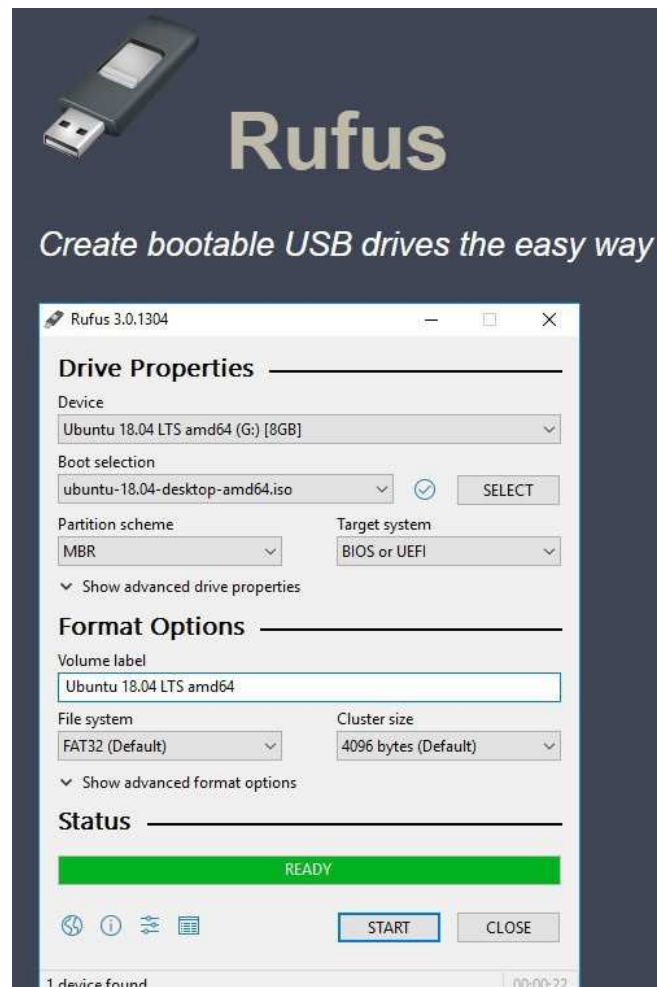 Rufus
Create bootable USB drives the easy way
Rufus 3.0.1304
Drive Properties
Device
Ubuntu 18.04 LTS amd64 (G:) [8GB]
Boot selection
ubuntu-18.04-desktop-amd64.iso
SELECT
Partition scheme
Target system
MBR
BIOS or UEFI
Show advanced drive properties
Format Options
Volume label
Ubuntu 18.04 LTS amd64
File system
Cluster size
FAT32 (Default)
4096 bytes (Default)
Show advanced format options
Status
READY
START
CLOSE
1 device found
00:00:22